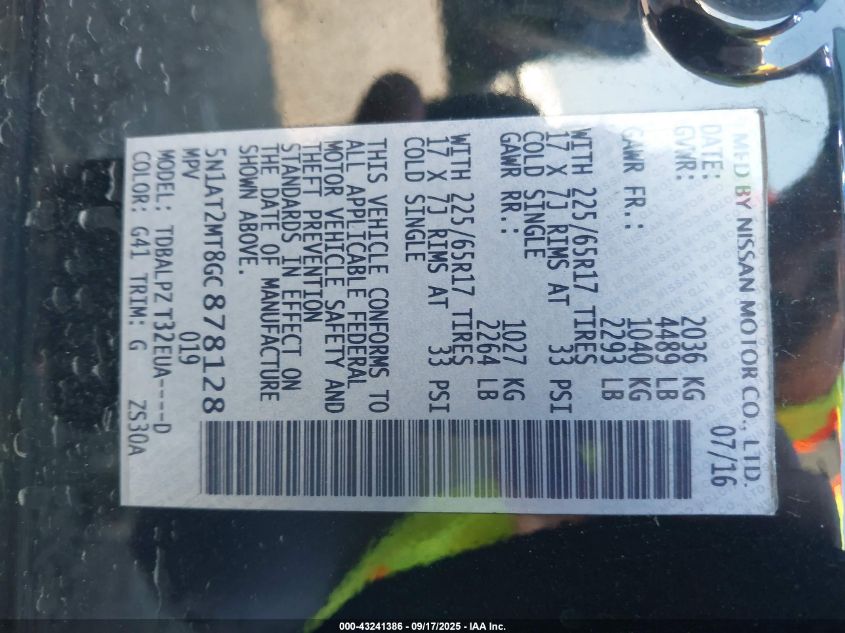 MFD BY NISSAN MOTOR CO., LTD.
DATE: 07/16
GVWR: 2036 KG
4489 LB
GAWR FR.: 1040 KG
2293 LB
WITH 225/65R17 TIRES
17 X 7J RIMS AT 33 PSI
COLD SINGLE
GAWR RR.: 1027 KG
2264 LB
WITH 225/65R17 TIRES
17 X 7J RIMS AT 33 PSI
COLD SINGLE
THIS VEHICLE CONFORMS TO
ALL APPLICABLE FEDERAL
MOTOR VEHICLE SAFETY AND
THEFT PREVENTION
STANDARDS IN EFFECT ON
THE DATE OF MANUFACTURE
SHOWN ABOVE.
5N1AT2MT8GC878128
MPV 019
MODEL: TDBALPZ T32EUA----D
COLOR: G41 TRIM: G ZS30A
000-43241386 - 09/17/2025 - IAA Inc.